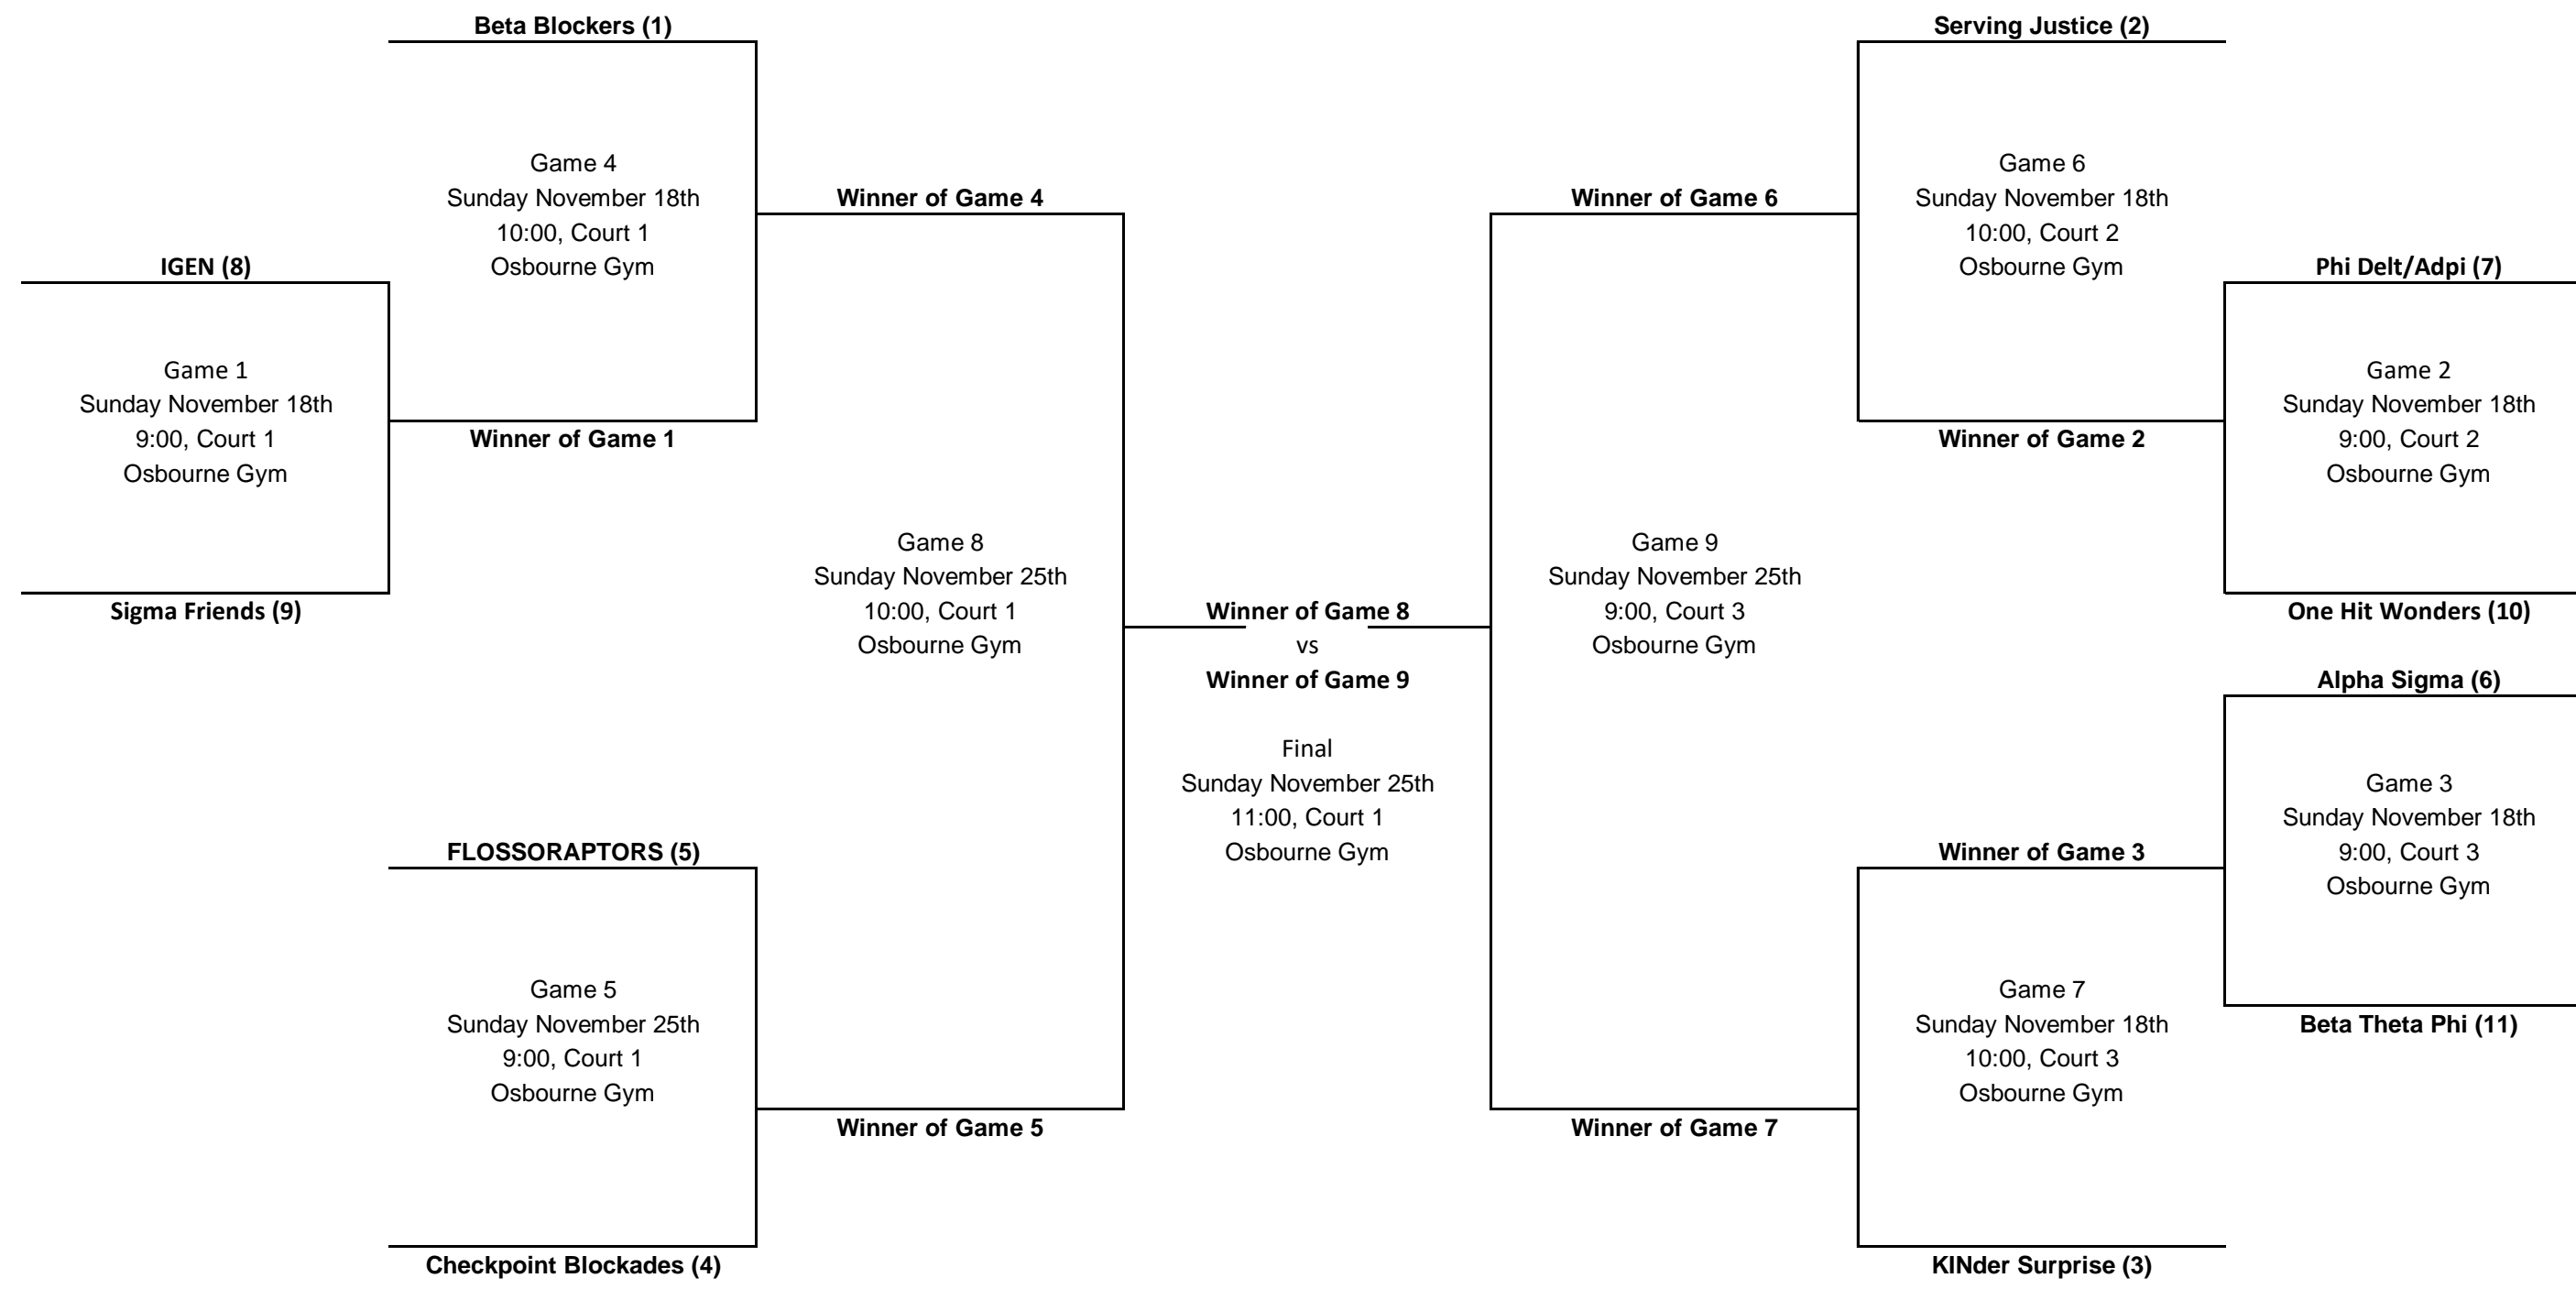 Beta Blockers (1)
Game 4
Sunday November 18th
10:00, Court 1
Osbourne Gym
IGEN (8)
Game 1
Sunday November 18th
9:00, Court 1
Osbourne Gym
Sigma Friends (9)
Winner of Game 1
Winner of Game 4
Game 8
Sunday November 25th
10:00, Court 1
Osbourne Gym
FLOSSORAPTORS (5)
Game 5
Sunday November 25th
9:00, Court 1
Osbourne Gym
Checkpoint Blockades (4)
Winner of Game 5
Winner of Game 8
vs
Winner of Game 9
Final
Sunday November 25th
11:00, Court 1
Osbourne Gym
Serving Justice (2)
Game 6
Sunday November 18th
10:00, Court 2
Osbourne Gym
Winner of Game 6
Winner of Game 2
Phi Delt/Adpi (7)
Game 2
Sunday November 18th
9:00, Court 2
Osbourne Gym
One Hit Wonders (10)
Game 9
Sunday November 25th
9:00, Court 3
Osbourne Gym
Alpha Sigma (6)
Game 3
Sunday November 18th
9:00, Court 3
Osbourne Gym
Beta Theta Phi (11)
Winner of Game 3
Game 7
Sunday November 18th
10:00, Court 3
Osbourne Gym
Winner of Game 7
KINder Surprise (3)